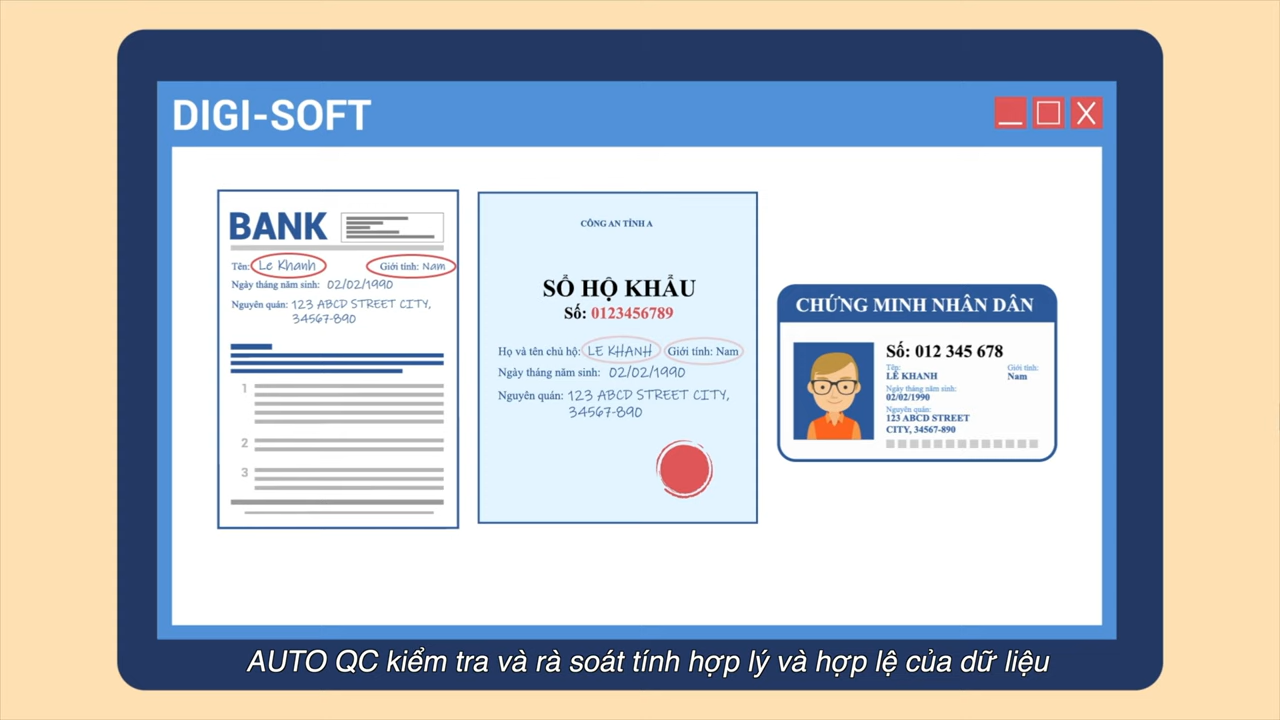 DIGI-SOFT
BANK
Tên: Le Khanh Giới tính: Nam
Ngày tháng năm sinh: 02/02/1990
Nguyên quán: 123 ABCD STREET CITY,
34567-890
1
2
3
CÔNG AN TỈNH A
SỔ HỘ KHẨU
Số: 0123456789
Họ và tên chủ hộ: LE KHANH Giới tính: Nam
Ngày tháng năm sinh: 02/02/1990
Nguyên quán: 123 ABCD STREET CITY,
34567-890
CHỨNG MINH NHÂN DÂN
Số: 012 345 678
Tên: Giới tính:
LÊ KHANH Nam
Ngày tháng năm sinh:
02/02/1990
Nguyên quán:
123 ABCD STREET
CITY, 34567-890
AUTO QC kiểm tra và rà soát tính hợp lý và hợp lệ của dữ liệu